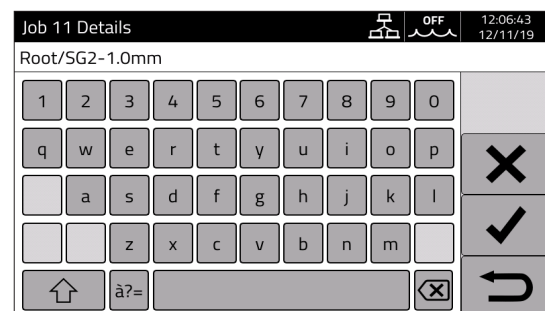 Job 11 Details
OFF
12:06:43
12/11/19
Root/SG2-1.0mm
1 2 3 4 5 6 7 8 9 0
q w e r t y u i o p
a s d f g h j k l
z x c v b n m
à?=